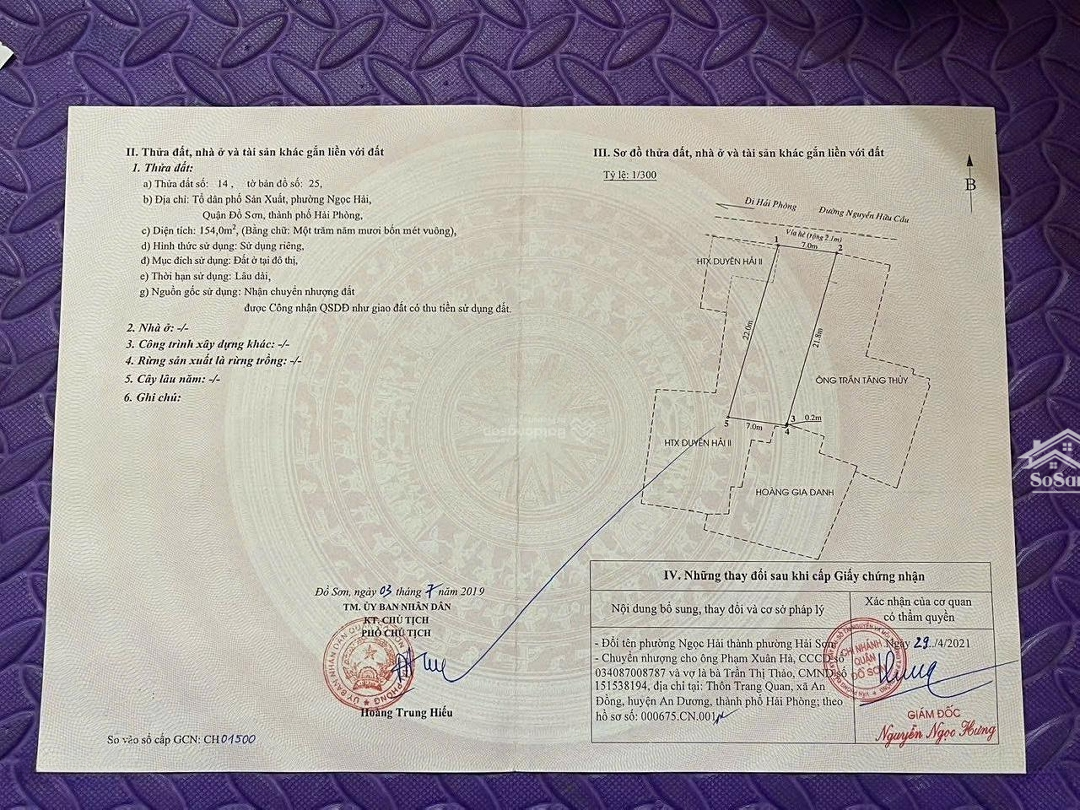 II. Thửa đất, nhà ở và tài sản khác gắn liền với đất
1. Thửa đất:
a) Thửa đất số: 14 , tờ bản đồ số: 25,
b) Địa chỉ: Tổ dân phố Sản Xuất, phường Ngọc Hải,
Quận Đồ Sơn, thành phố Hải Phòng,
c) Diện tích: 154,0m², (Bằng chữ: Một trăm năm mươi bốn mét vuông),
d) Hình thức sử dụng: Sử dụng riêng,
đ) Mục đích sử dụng: Đất ở tại đô thị,
e) Thời hạn sử dụng: Lâu dài,
g) Nguồn gốc sử dụng: Nhận chuyển nhượng đất
được Công nhận QSDĐ như giao đất có thu tiền sử dụng đất.
2. Nhà ở: -/-
3. Công trình xây dựng khác: -/-
4. Rừng sản xuất là rừng trồng: -/-
5. Cây lâu năm: -/-
6. Ghi chú:
Đồ Sơn, ngày 03 tháng 7 năm 2019
TM. ỦY BAN NHÂN DÂN
KT. CHỦ TỊCH
PHÓ CHỦ TỊCH
Hoàng Trung Hiếu
Số vào sổ cấp GCN: CH01500
III. Sơ đồ thửa đất, nhà ở và tài sản khác gắn liền với đất
Tỷ lệ: 1/300
B
Đi Hải Phòng
Đường Nguyễn Hữu Cầu
Vỉa hè (rộng 2.1m)
1
7.0m
2
HTX DUYÊN HẢI II
22.0m
21.8m
ÔNG TRẦN TĂNG THỦY
5
7.0m
3
0.2m
4
HTX DUYÊN HẢI II
HOÀNG GIA DANH
IV. Những thay đổi sau khi cấp Giấy chứng nhận
Nội dung bổ sung, thay đổi và cơ sở pháp lý
Xác nhận của cơ quan
có thẩm quyền
- Đổi tên phường Ngọc Hải thành phường Hải Sơn
- Chuyển nhượng cho ông Phạm Xuân Hà, CCCD số
034087008787 và vợ là bà Trần Thị Thảo, CMND số
151538194, địa chỉ tại: Thôn Trang Quan, xã An
Đồng, huyện An Dương, thành phố Hải Phòng; theo
hồ sơ số: 000675.CN.001
Ngày 29../4/2021
CHI NHÁNH
QUẬN
ĐỒ SƠN
GIÁM ĐỐC
Nguyễn Ngọc Hưng